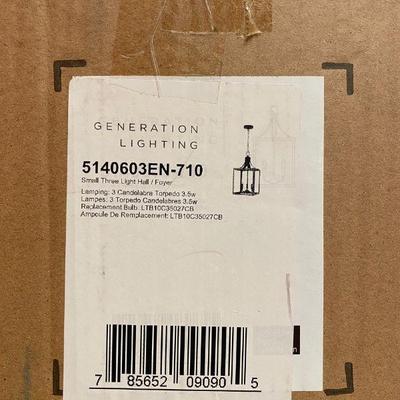 GENERATION
LIGHTING
5140603EN-710
Small Three Light Hall / Foyer
Lamping: 3 Candelabra Torpedo 3.5w
Lampes: 3 Torpedo Candelabres 3.5w
Replacement Bulb: LTB10C35027CB
Ampoule De Remplacement: LTB10C35027CB
7 85652 09090 5